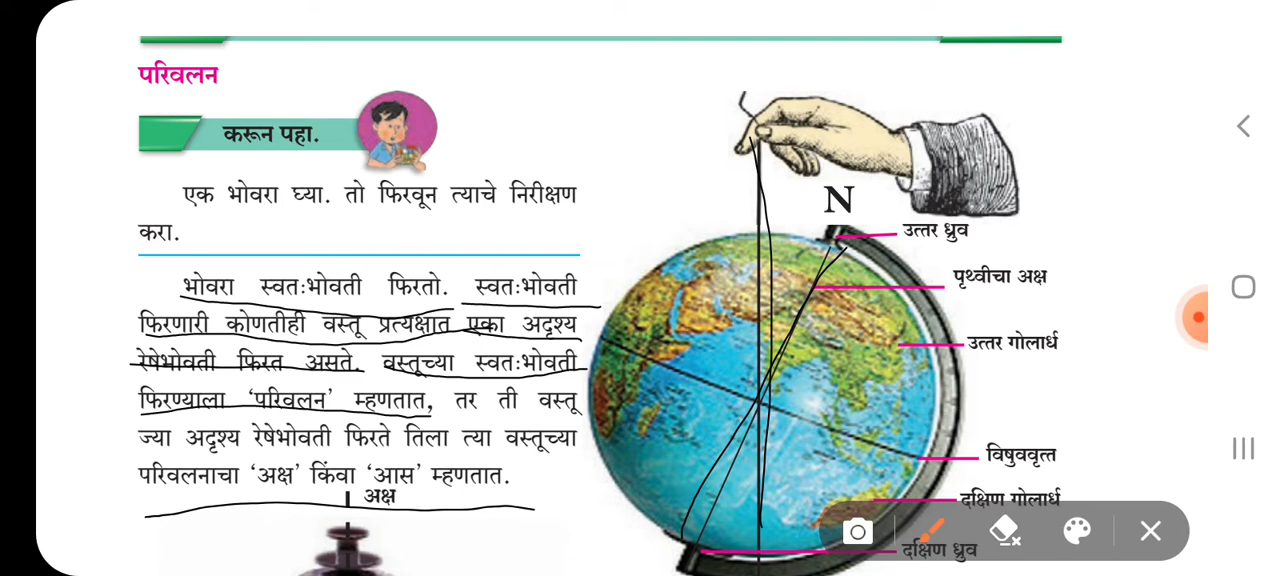 परिवलन
करून पहा.
एक भोवरा घ्या. तो फिरवून त्याचे निरीक्षण
करा.
भोवरा स्वतःभोवती फिरतो. स्वतःभोवती
फिरणारी कोणतीही वस्तू प्रत्यक्षात एका अदृश्य
रेषेभोवती फिरत असते. वस्तूच्या स्वतःभोवती
फिरण्याला ‘परिवलन’ म्हणतात, तर ती वस्तू
ज्या अदृश्य रेषेभोवती फिरते तिला त्या वस्तूच्या
परिवलनाचा ‘अक्ष’ किंवा ‘आस’ म्हणतात.
अक्ष
N
उत्तर ध्रुव
पृथ्वीचा अक्ष
उत्तर गोलार्ध
विषुववृत्त
दक्षिण गोलार्ध
दक्षिण ध्रुव